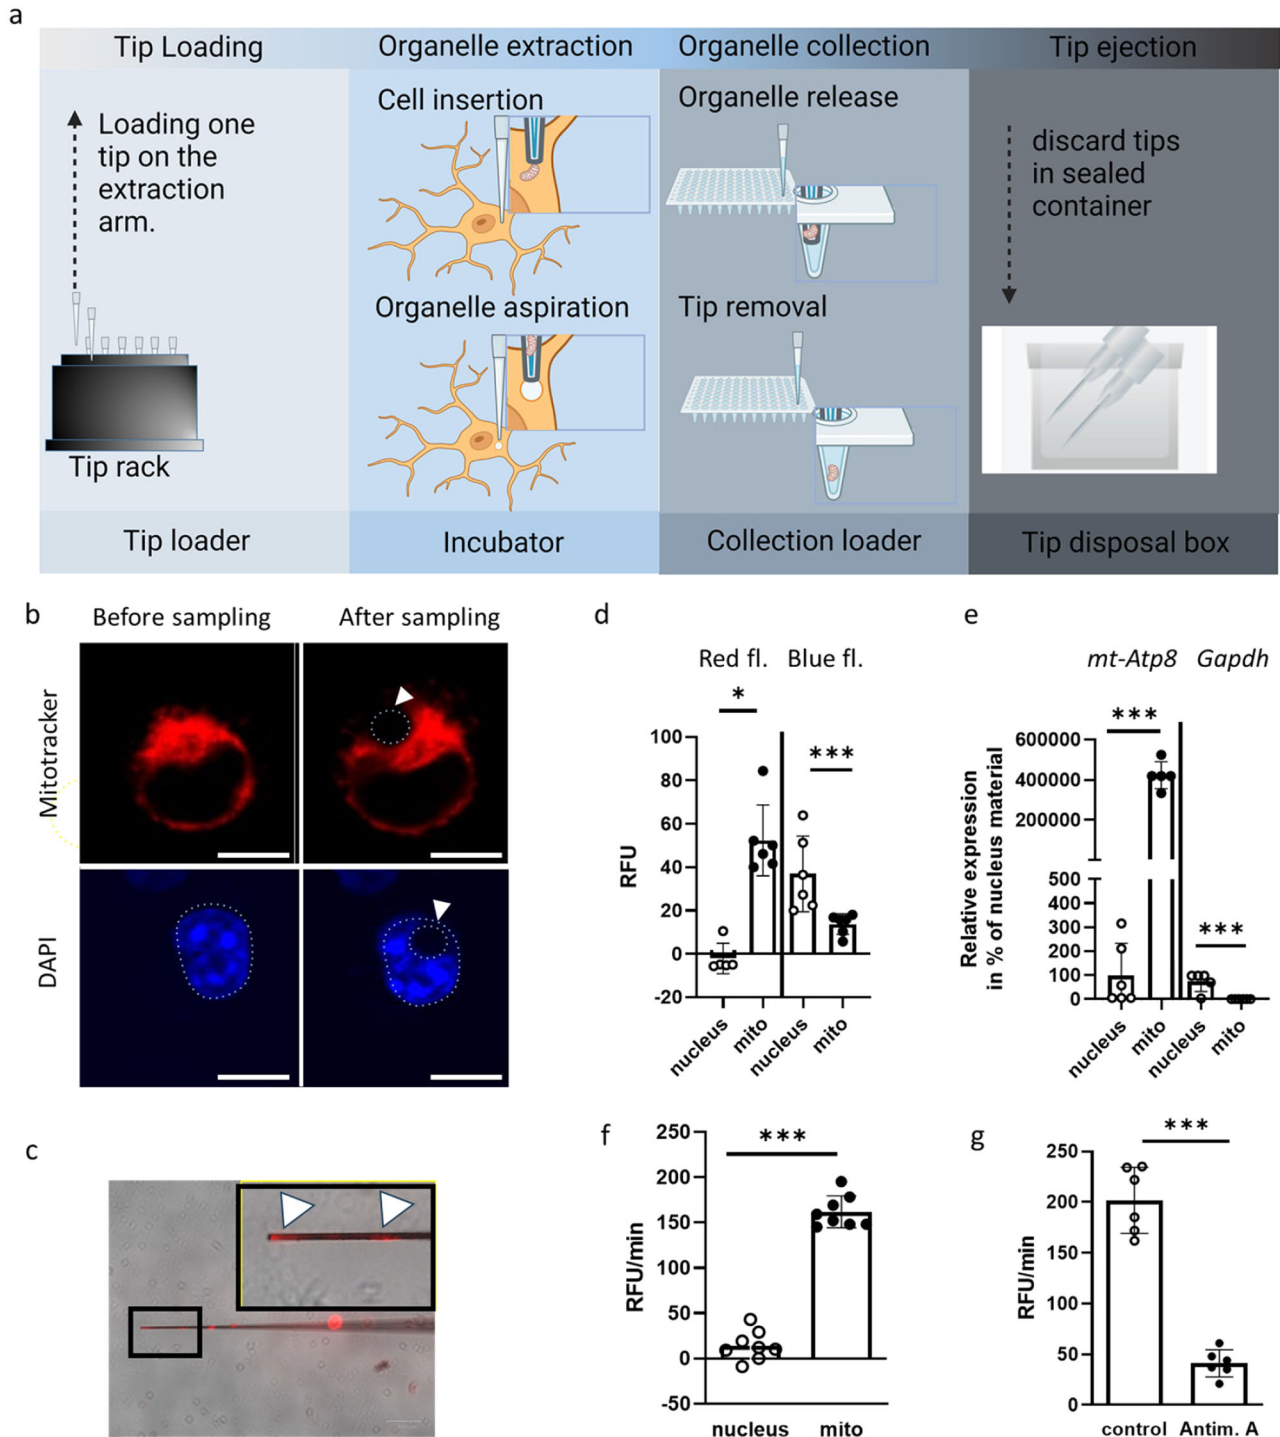 a
Tip Loading
Organelle extraction
Organelle collection
Tip ejection
Loading one
tip on the
extraction
arm.
Tip rack
Cell insertion
Organelle aspiration
Organelle release
Tip removal
discard tips
in sealed
container
Tip loader
Incubator
Collection loader
Tip disposal box
b
Before sampling
After sampling
Mitotracker
DAPI
c
d
Red fl.
Blue fl.
*
***
RFU
100
80
60
40
20
0
-20
nucleus
mito
nucleus
mito
e
mt-Atp8
Gapdh
***
***
Relative expression
in % of nucleus material
600000
400000
200000
500
400
300
200
100
0
nucleus
mito
nucleus
mito
f
***
RFU/min
250
200
150
100
50
0
-50
nucleus
mito
g
***
RFU/min
250
200
150
100
50
0
control
Antim. A